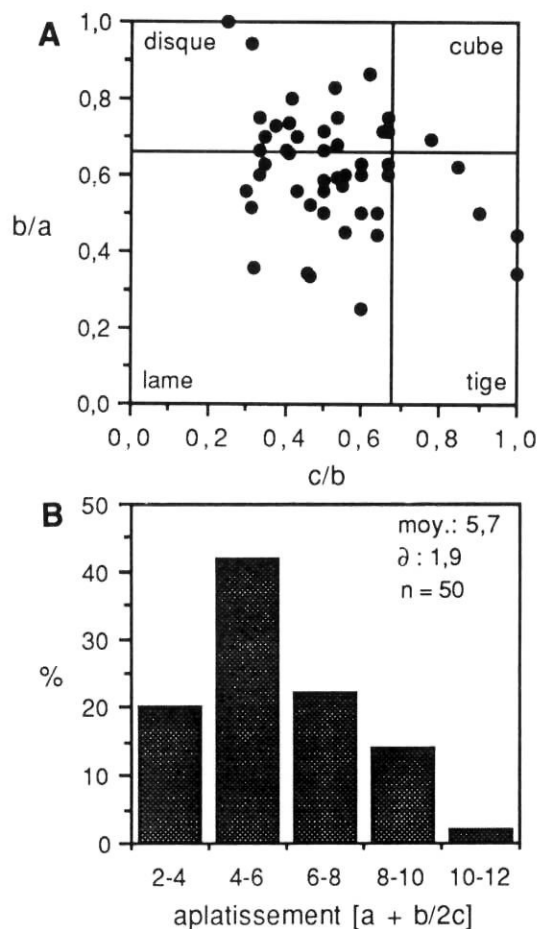 A
disque
cube
lame
tige
b/a
1,0
0,8
0,6
0,4
0,2
0,0
0,0 0,2 0,4 0,6 0,8 1,0
c/b
B
moy.: 5,7
∂ : 1,9
n = 50
%
50
40
30
20
10
0
2-4 4-6 6-8 8-10 10-12
aplatissement [a + b/2c]